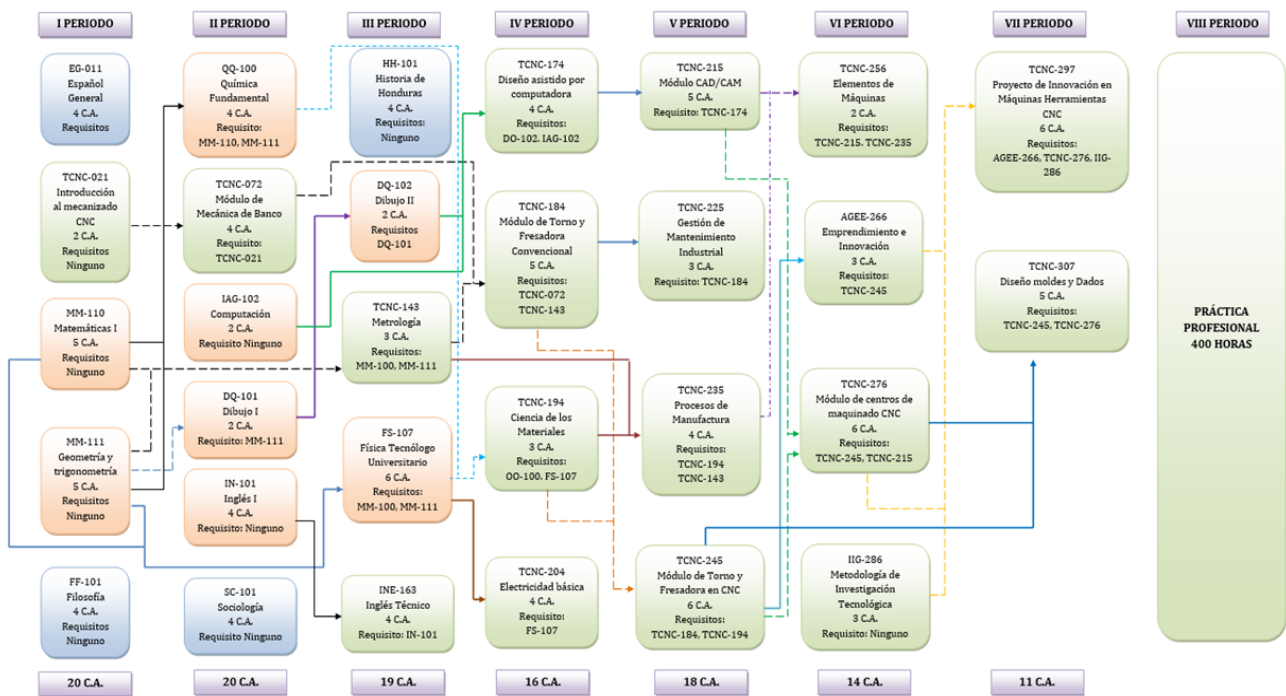 I PERIODO
II PERIODO
III PERIODO
IV PERIODO
V PERIODO
VI PERIODO
VII PERIODO
VIII PERIODO
EG-011
Español
General
4 C.A.
Requisitos
TCNC-021
Introducción
al mecanizado
CNC
2 C.A.
Requisitos
Ninguno
MM-110
Matemáticas I
5 C.A.
Requisitos
Ninguno
MM-111
Geometría y
trigonometría
5 C.A.
Requisitos
Ninguno
FF-101
Filosofía
4 C.A.
Requisitos
Ninguno
20 C.A.
QQ-100
Química
Fundamental
4 C.A.
Requisito:
MM-110, MM-111
TCNC-072
Módulo de
Mecánica de Banco
4 C.A.
Requisito:
TCNC-021
IAG-102
Computación
2 C.A.
Requisito Ninguno
DQ-101
Dibujo I
2 C.A.
Requisito: MM-111
IN-101
Inglés I
4 C.A.
Requisito: Ninguno
SC-101
Sociología
4 C.A.
Requisito Ninguno
20 C.A.
HH-101
Historia de
Honduras
4 C.A.
Requisitos:
Ninguno
DQ-102
Dibujo II
2 C.A.
Requisitos
DQ-101
TCNC-143
Metrología
3 C.A.
Requisitos:
MM-100, MM-111
FS-107
Física Tecnólogo
Universitario
6 C.A.
Requisitos:
MM-100, MM-111
INE-163
Inglés Técnico
4 C.A.
Requisito: IN-101
19 C.A.
TCNC-174
Diseño asistido por
computadora
4 C.A.
Requisitos:
DO-102, IAG-102
TCNC-184
Módulo de Torno y
Fresadora
Convencional
5 C.A.
Requisitos:
TCNC-072
TCNC-143
TCNC-194
Ciencia de los
Materiales
3 C.A.
Requisitos:
OO-100. FS-107
TCNC-204
Electricidad básica
4 C.A.
Requisito:
FS-107
16 C.A.
TCNC-215
Módulo CAD/CAM
5 C.A.
Requisito: TCNC-174
TCNC-225
Gestión de
Mantenimiento
Industrial
3 C.A.
Requisito: TCNC-184
TCNC-235
Procesos de
Manufactura
4 C.A.
Requisitos:
TCNC-194
TCNC-143
TCNC-245
Módulo de Torno y
Fresadora en CNC
6 C.A.
Requisitos:
TCNC-184, TCNC-194
18 C.A.
TCNC-256
Elementos de
Máquinas
2 C.A.
Requisitos:
TCNC-215. TCNC-235
AGEE-266
Emprendimiento e
Innovación
3 C.A.
Requisito:
TCNC-245
TCNC-276
Módulo de centros de
maquinado CNC
6 C.A.
Requisitos:
TCNC-245, TCNC-215
IIG-286
Metodología de
Investigación
Tecnológica
3 C.A.
Requisito: Ninguno
14 C.A.
TCNC-297
Proyecto de Innovación en
Máquinas Herramientas
CNC
6 C.A.
Requisitos:
AGEE-266, TCNC-276, IIG-
286
TCNC-307
Diseño moldes y Dados
5 C.A.
Requisitos:
TCNC-245, TCNC-276
11 C.A.
PRÁCTICA
PROFESIONAL
400 HORAS